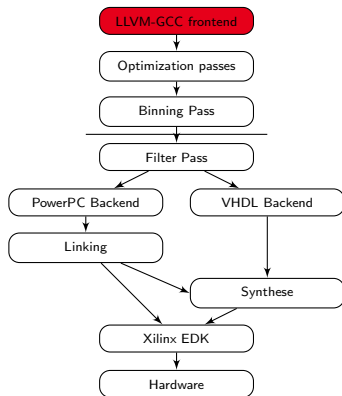 LLVM-GCC frontend
Optimization passes
Binning Pass
Filter Pass
PowerPC Backend
VHDL Backend
Linking
Synthese
Xilinx EDK
Hardware